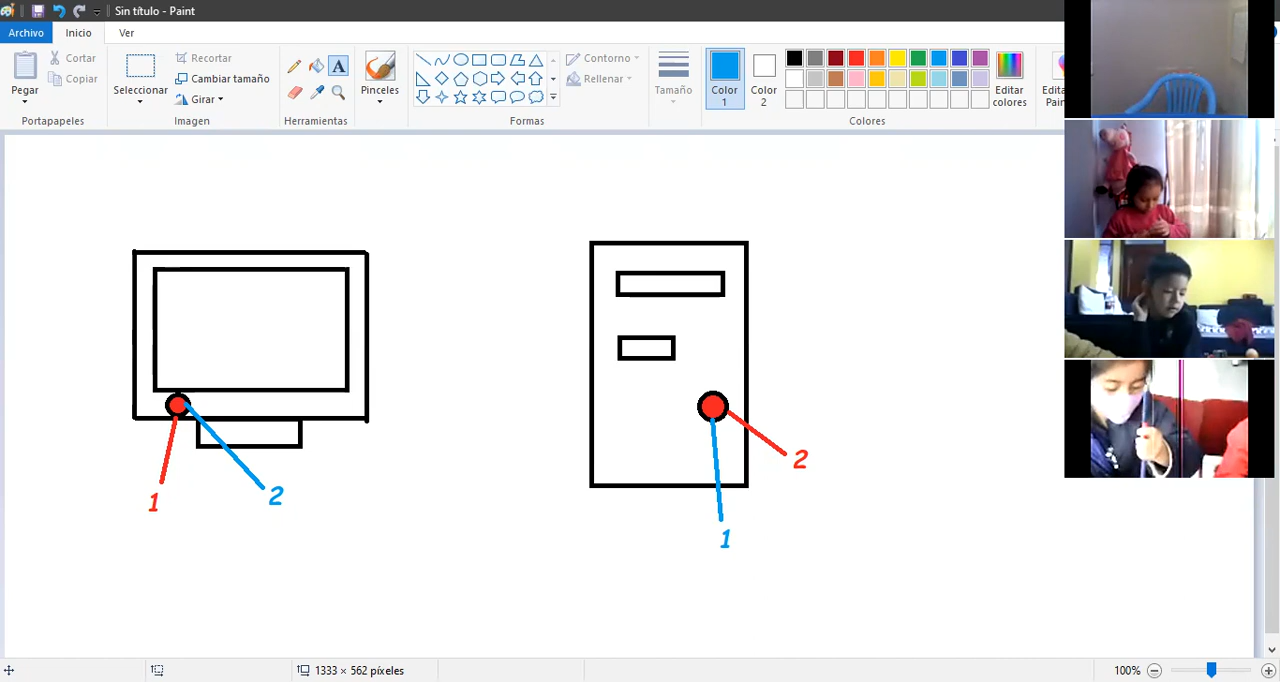 Sin título - Paint
Archivo
Inicio
Ver
Pegar
Cortar
Copiar
Portapapeles
Seleccionar
Recortar
Cambiar tamaño
Girar
Imagen
A
Herramientas
Pinceles
Contorno
Rellenar
Formas
Tamaño
Color
1
Color
2
Editar
colores
Colores
1
2
2
1
1333 × 562 píxeles
100%